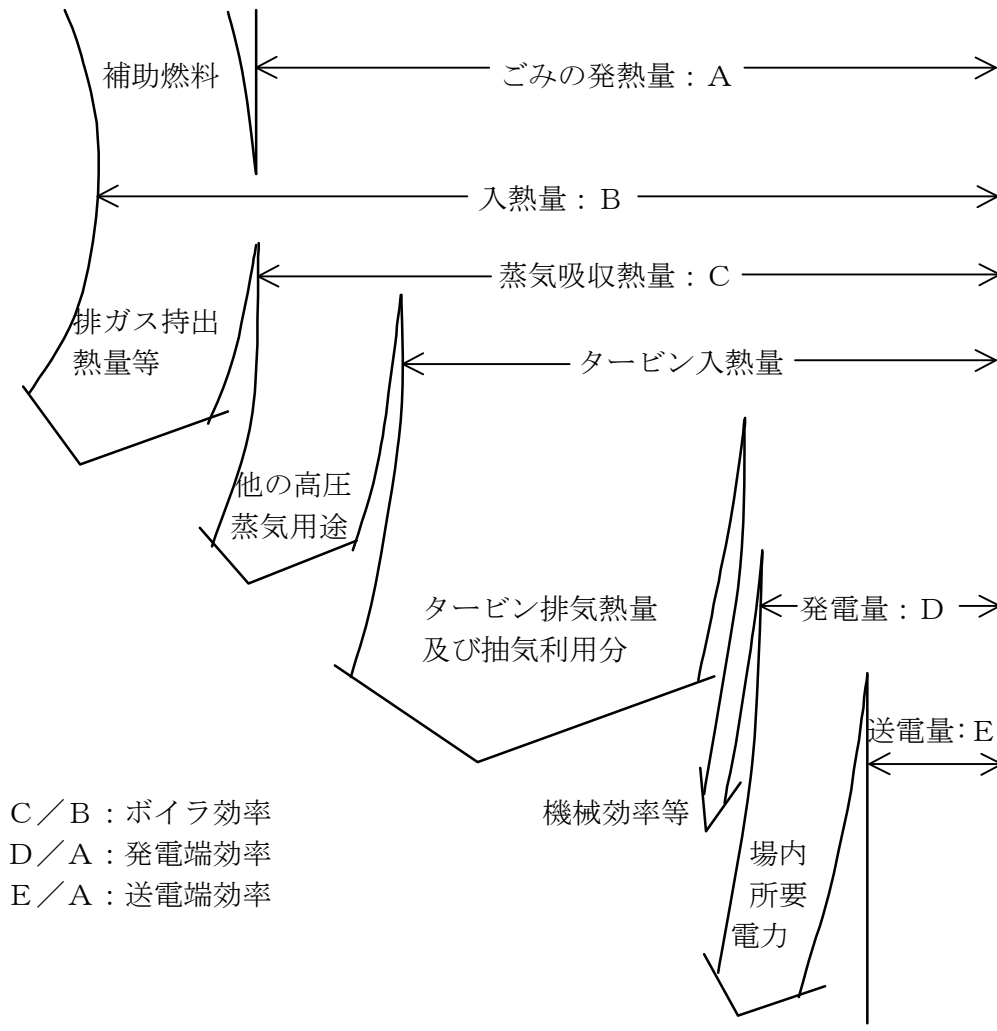 補助燃料
ごみの発熱量：Ａ
入熱量：Ｂ
蒸気吸収熱量：Ｃ
排ガス持出
熱量等
タービン入熱量
他の高圧
蒸気用途
タービン排気熱量
及び抽気利用分
発電量：Ｄ
送電量：Ｅ
機械効率等
場内
所要
電力
Ｃ／Ｂ：ボイラ効率
Ｄ／Ａ：発電端効率
Ｅ／Ａ：送電端効率